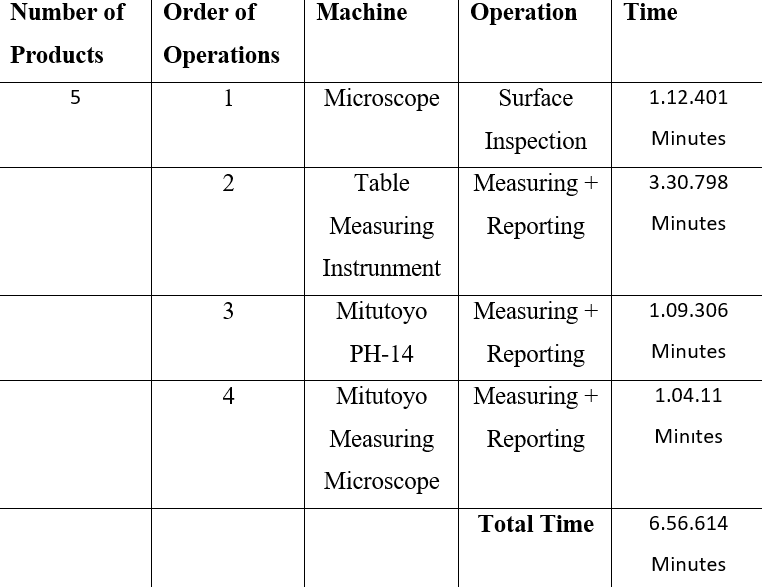 Number of Products
Order of Operations
Machine
Operation
Time
5
1
Microscope
Surface Inspection
1.12.401 Minutes
2
Table Measuring Instrunment
Measuring + Reporting
3.30.798 Minutes
3
Mitutoyo PH-14
Measuring + Reporting
1.09.306 Minutes
4
Mitutoyo Measuring Microscope
Measuring + Reporting
1.04.11 Minıtes
Total Time
6.56.614 Minutes